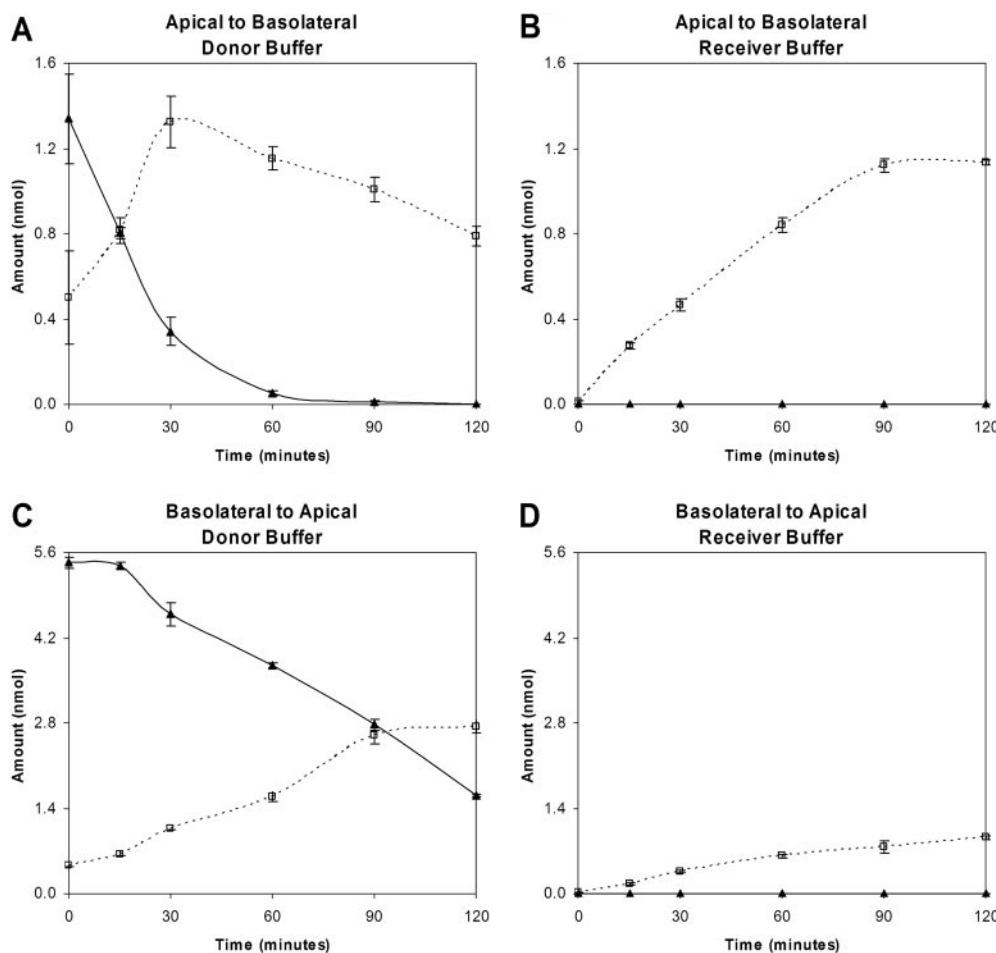 A
Apical to Basolateral
Donor Buffer
1.6
1.2
0.8
0.4
0.0
Amount (nmol)
0 30 60 90 120
Time (minutes)
B
Apical to Basolateral
Receiver Buffer
1.6
1.2
0.8
0.4
0.0
Amount (nmol)
0 30 60 90 120
Time (minutes)
C
Basolateral to Apical
Donor Buffer
5.6
4.2
2.8
1.4
0.0
Amount (nmol)
0 30 60 90 120
Time (minutes)
D
Basolateral to Apical
Receiver Buffer
5.6
4.2
2.8
1.4
0.0
Amount (nmol)
0 30 60 90 120
Time (minutes)